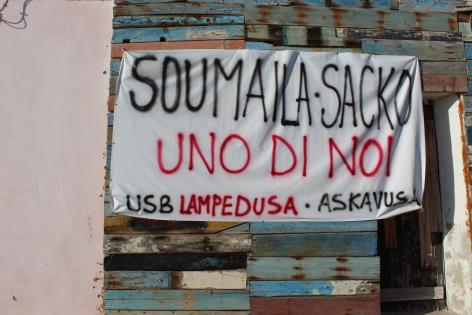 SOUMAILA·SACKO
UNO DI NOI
USB LAMPEDUSA · ASKAVUSA